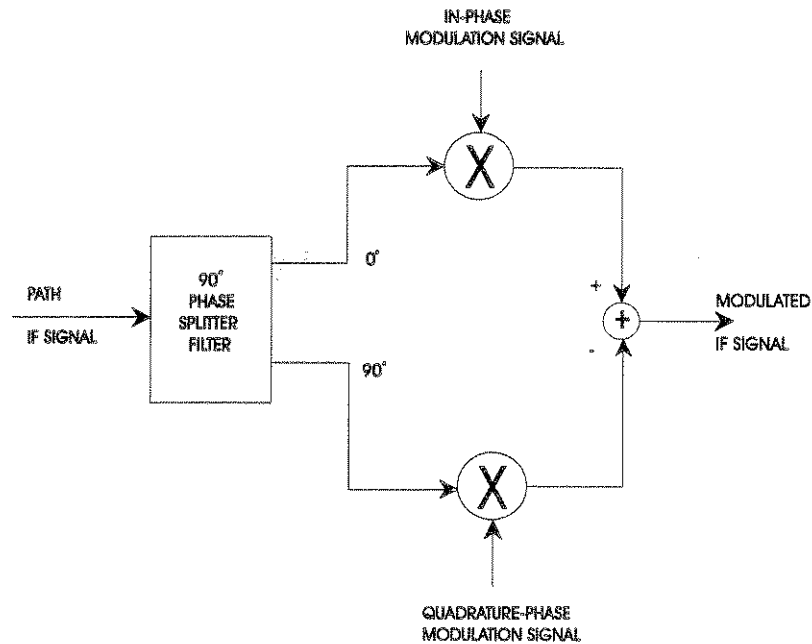 IN-PHASE
MODULATION SIGNAL
X
0°
90°
PHASE
SPLITTER
FILTER
PATH
IF SIGNAL
+
+
-
MODULATED
IF SIGNAL
90°
X
QUADRATURE-PHASE
MODULATION SIGNAL